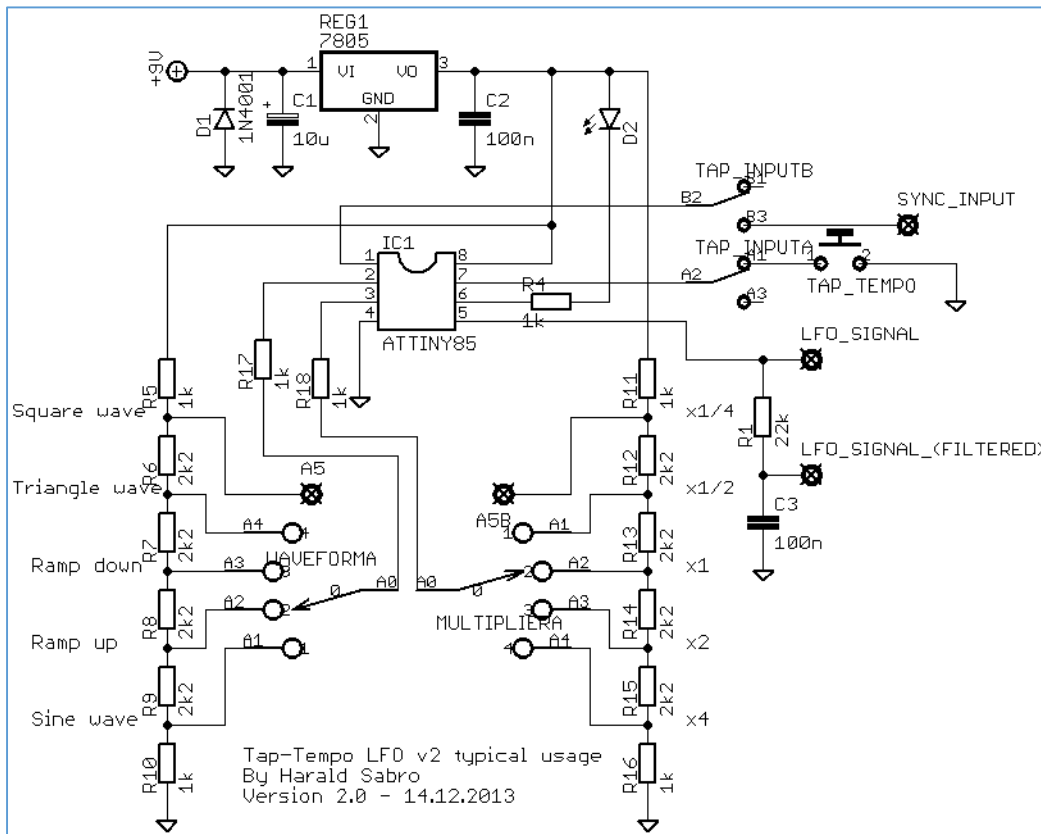 REG1
7805
+9V
1
VI
VO
3
GND
2
D1
1N4001
+
C1
10u
C2
100n
D2
TAP_INPUTB
B1
B2
B3
SYNC_INPUT
TAP_INPUTA
A1
A2
A3
1
2
TAP_TEMPO
IC1
1
2
3
4
8
7
6
5
ATTINY85
R4
1k
LFO_SIGNAL
R17
1k
R18
1k
R5
1k
R11
1k
R1
22k
Square wave
x1/4
LFO_SIGNAL_(FILTERED)
R6
2k2
R12
2k2
A5
A5B
C3
100n
Triangle wave
x1/2
A4
4
1
A1
R7
2k2
R13
2k2
WAVEFORMA
Ramp down
A3
3
0
A0
A0
0
2
A2
x1
A2
2
3
A3
R8
2k2
R14
2k2
MULTIPLIERA
Ramp up
A1
1
4
A4
x2
R9
2k2
R15
2k2
Sine wave
x4
R10
1k
R16
1k
Tap-Tempo LFO v2 typical usage
By Harald Sabro
Version 2.0 - 14.12.2013